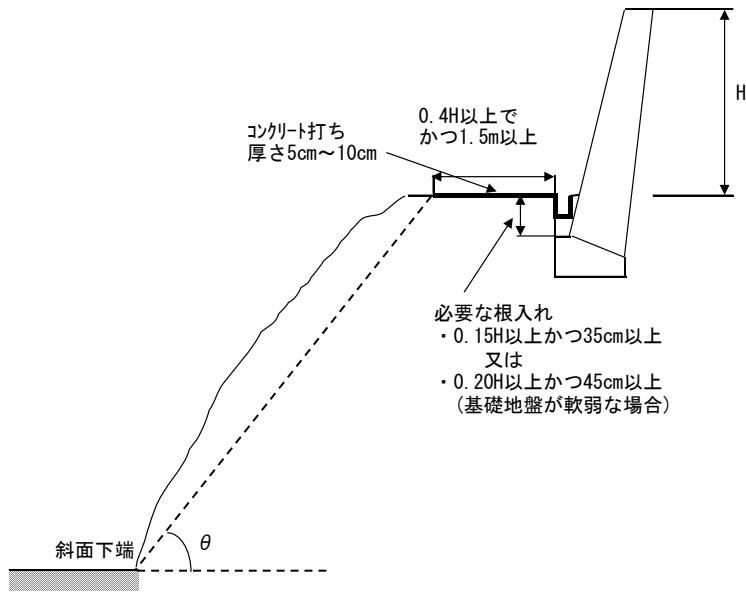 H
0.4H以上で
かつ1.5m以上
ｺﾝｸﾘｰﾄ打ち
厚さ5cm～10cm
必要な根入れ
・0.15H以上かつ35cm以上
又は
・0.20H以上かつ45cm以上
(基礎地盤が軟弱な場合)
斜面下端
θ